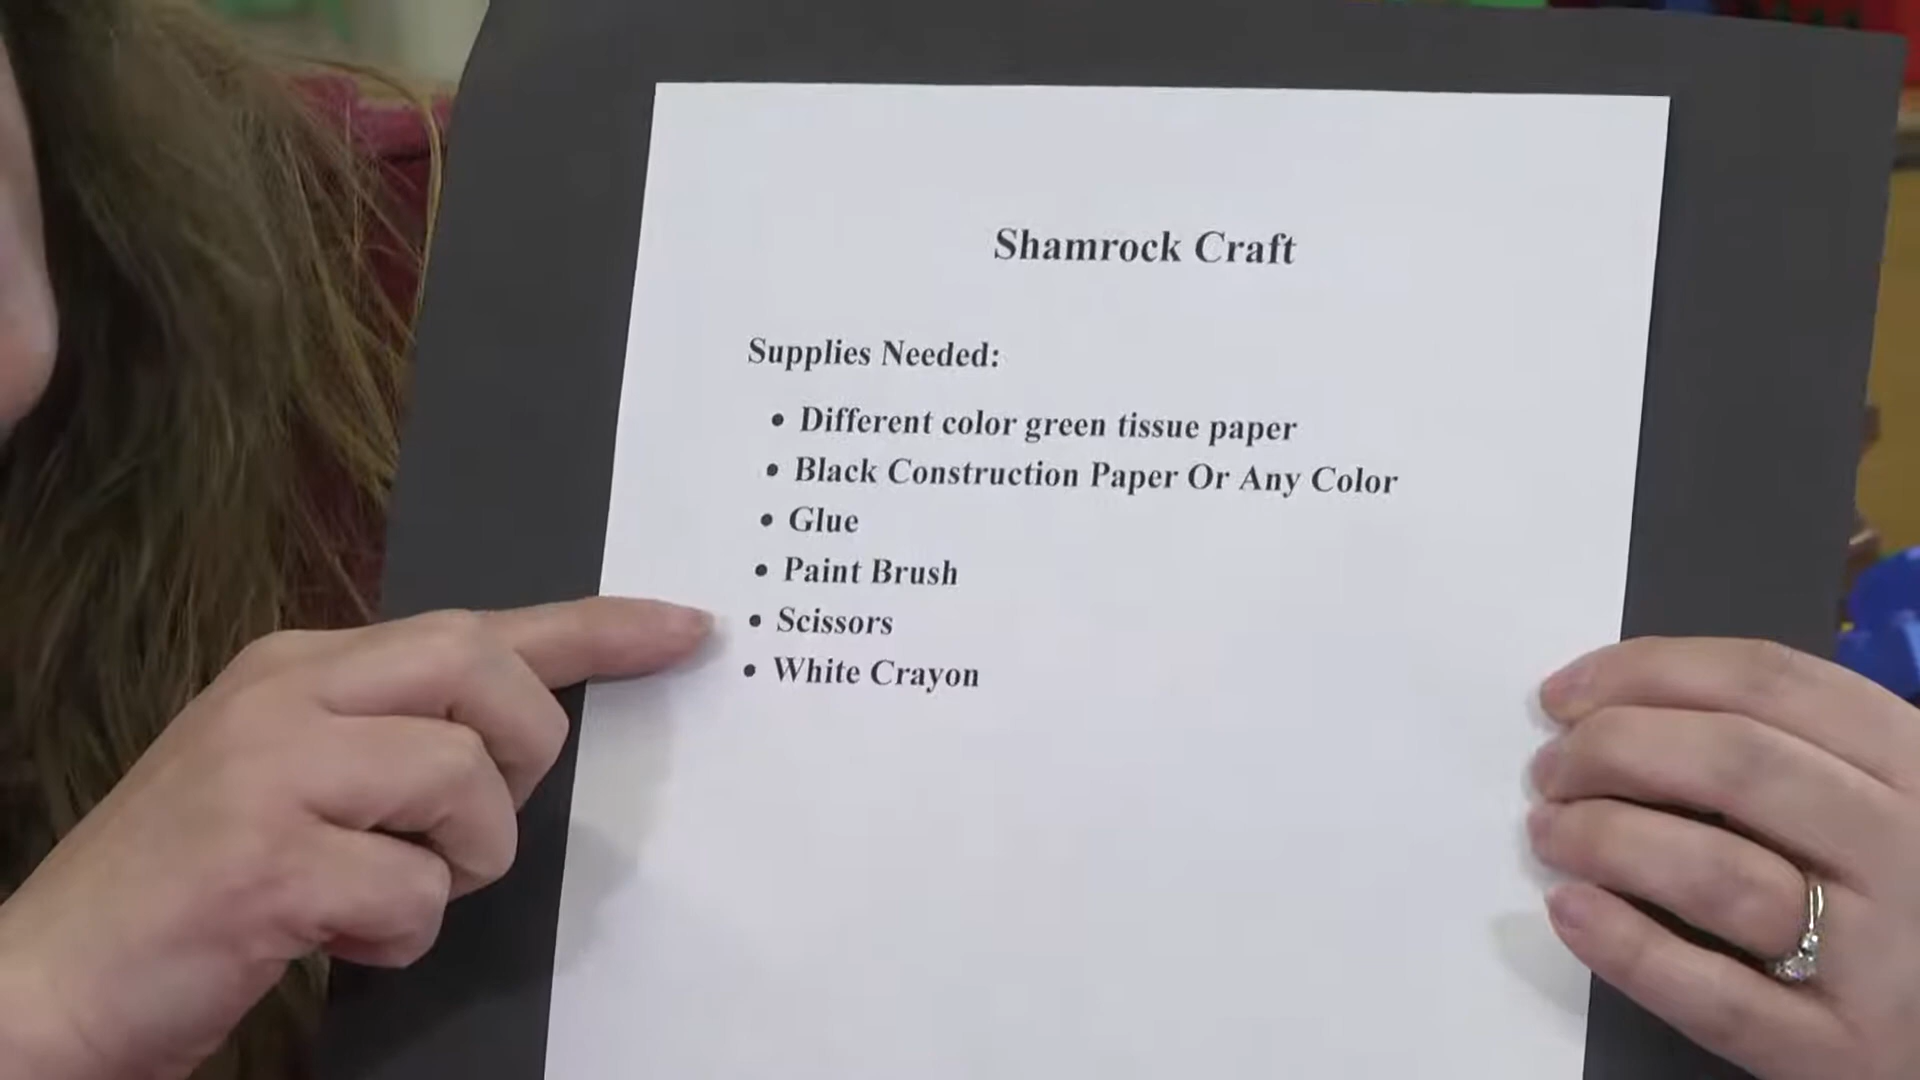 Shamrock Craft
Supplies Needed:
• Different color green tissue paper
• Black Construction Paper Or Any Color
• Glue
• Paint Brush
• Scissors
• White Crayon